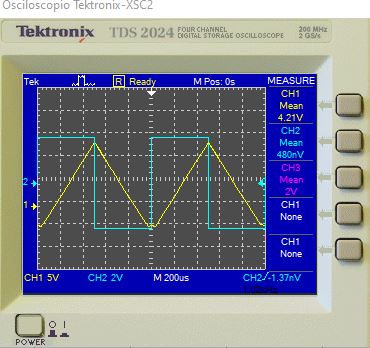 Osciloscopio Tektronix-XSC2
Tektronix TDS 2024 FOUR CHANNEL DIGITAL STORAGE OSCILLOSCOPE 200 MHz 2 GS/s
Tek R Ready M Pos: 0s MEASURE
CH1
Mean
4.21V
CH2
Mean
480nV
CH3
Mean
2V
CH1
None
CH1
None
2
1
CH1 5V CH2 2V M 200us CH2 -1.37mV
POWER
O I